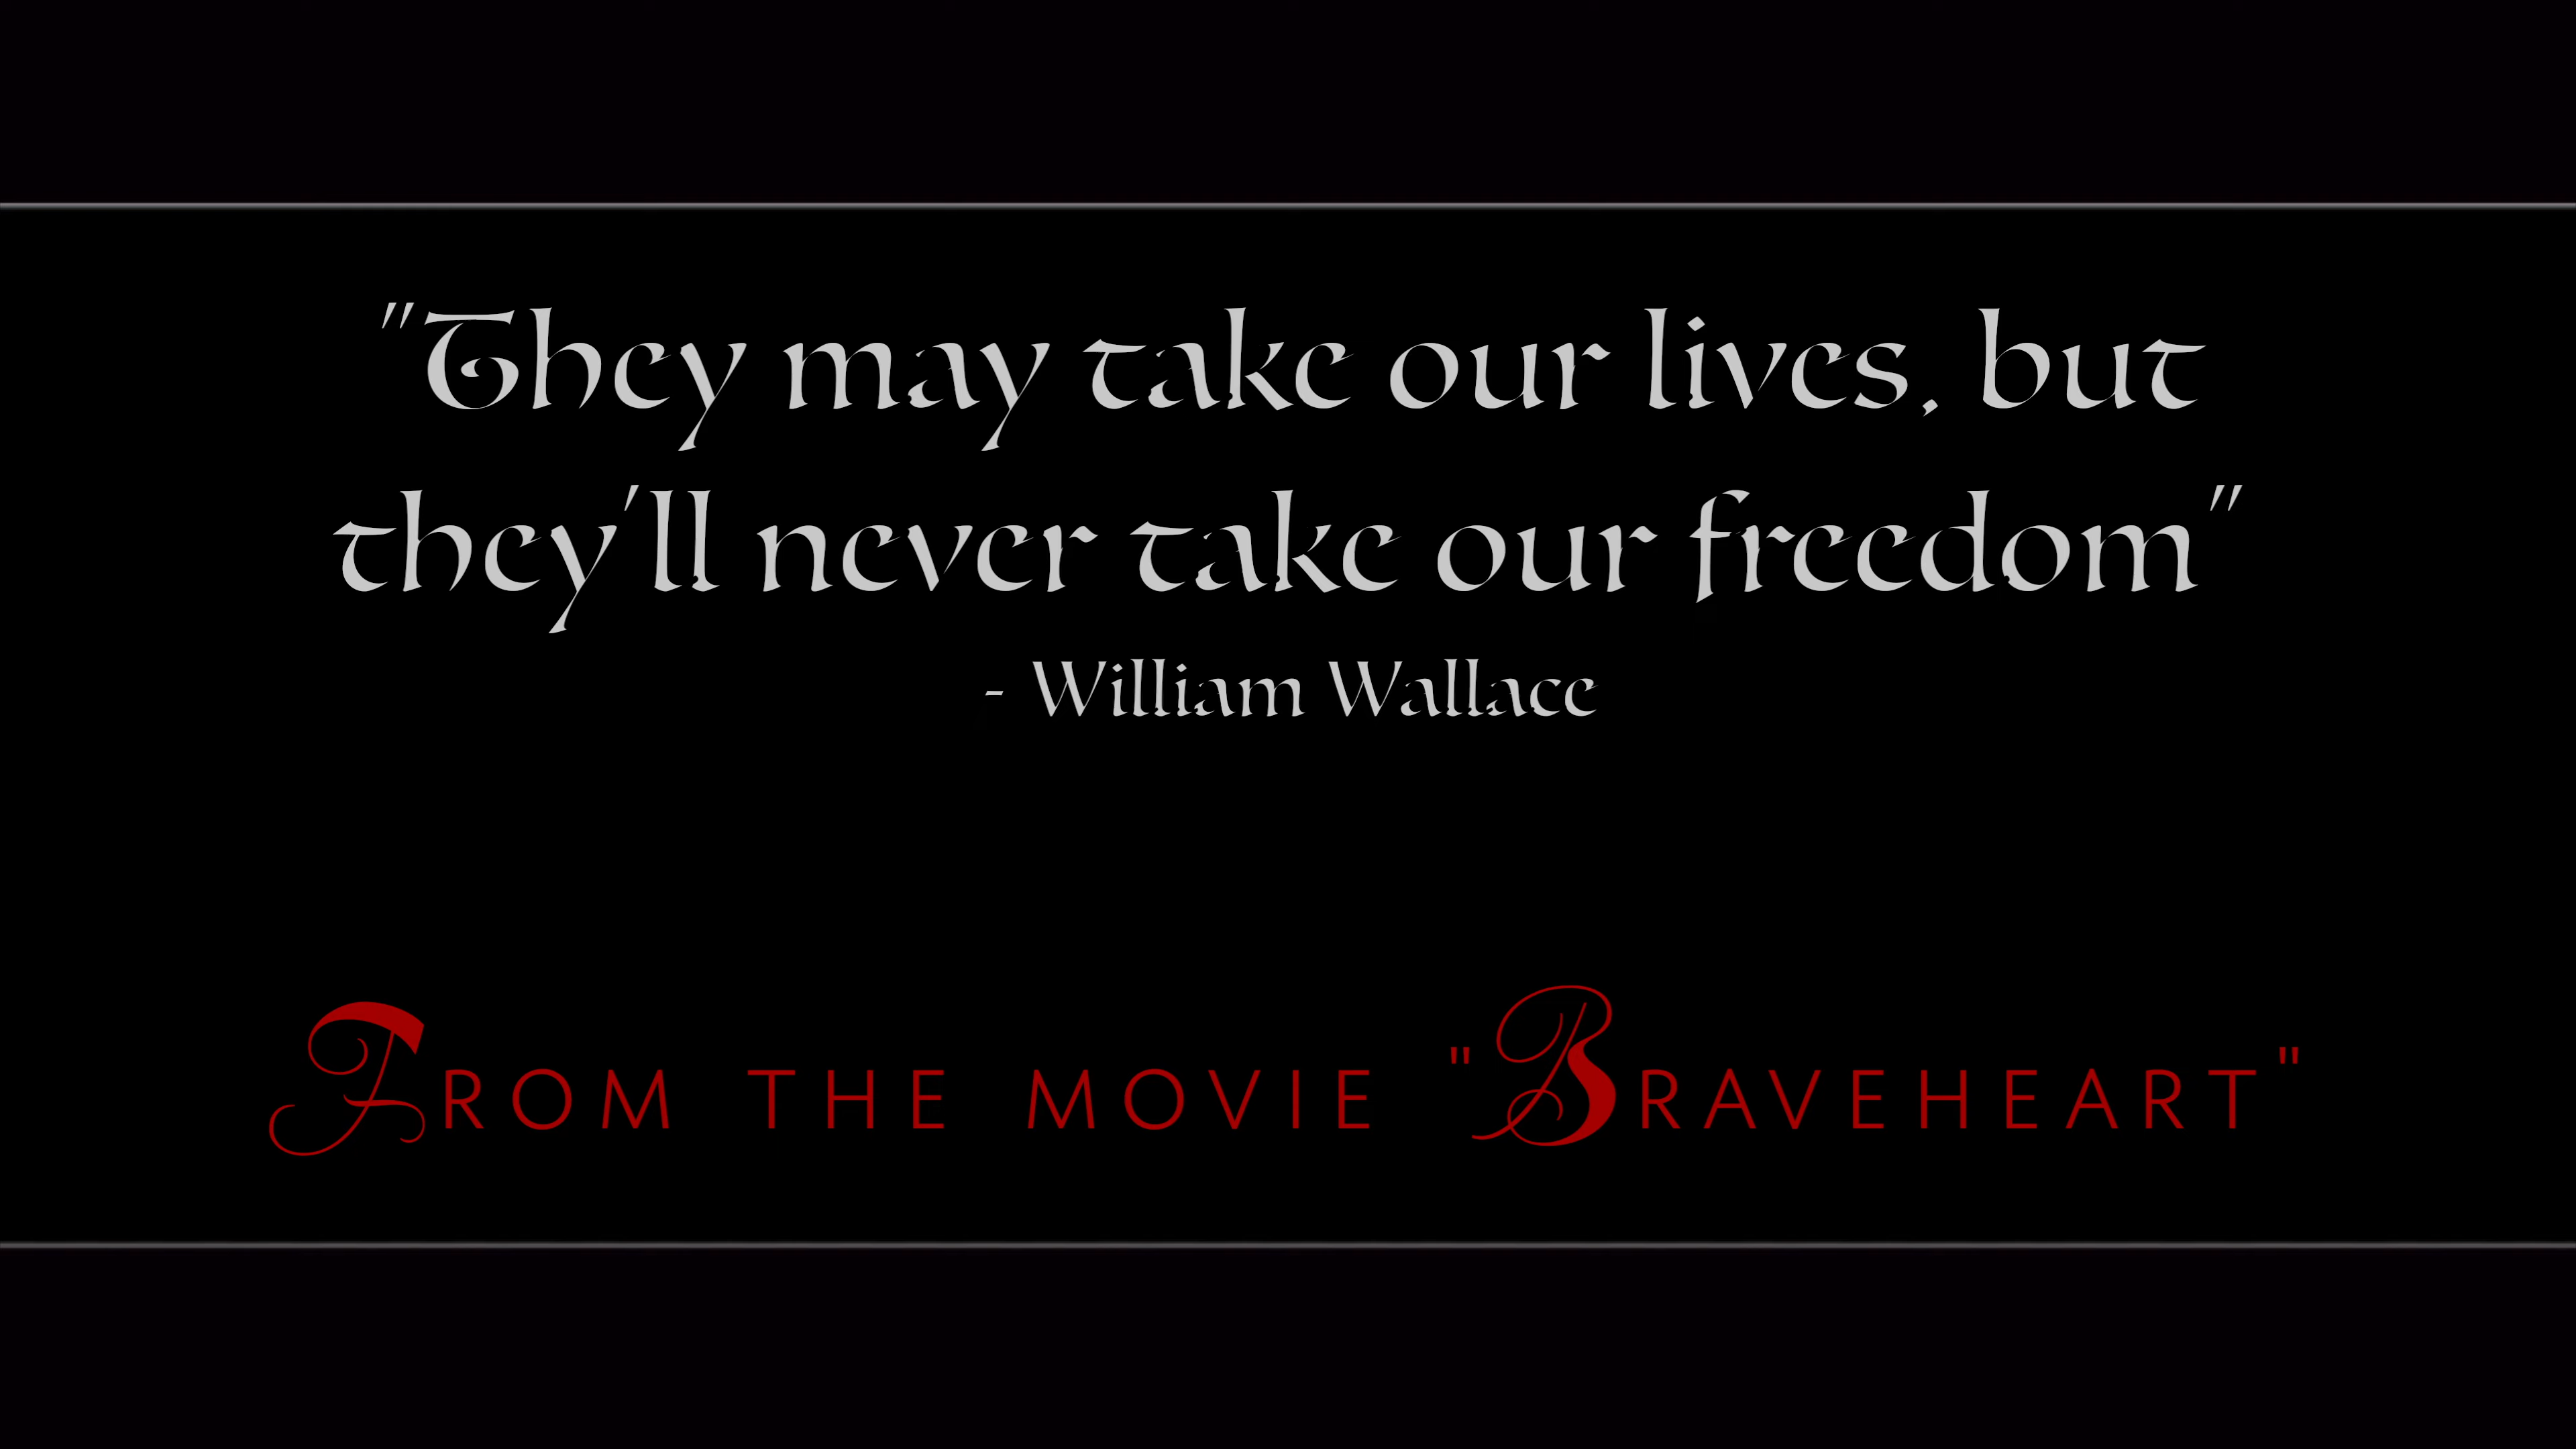 "They may take our lives, but
they'll never take our freedom"
- William Wallace
From the movie "Braveheart"